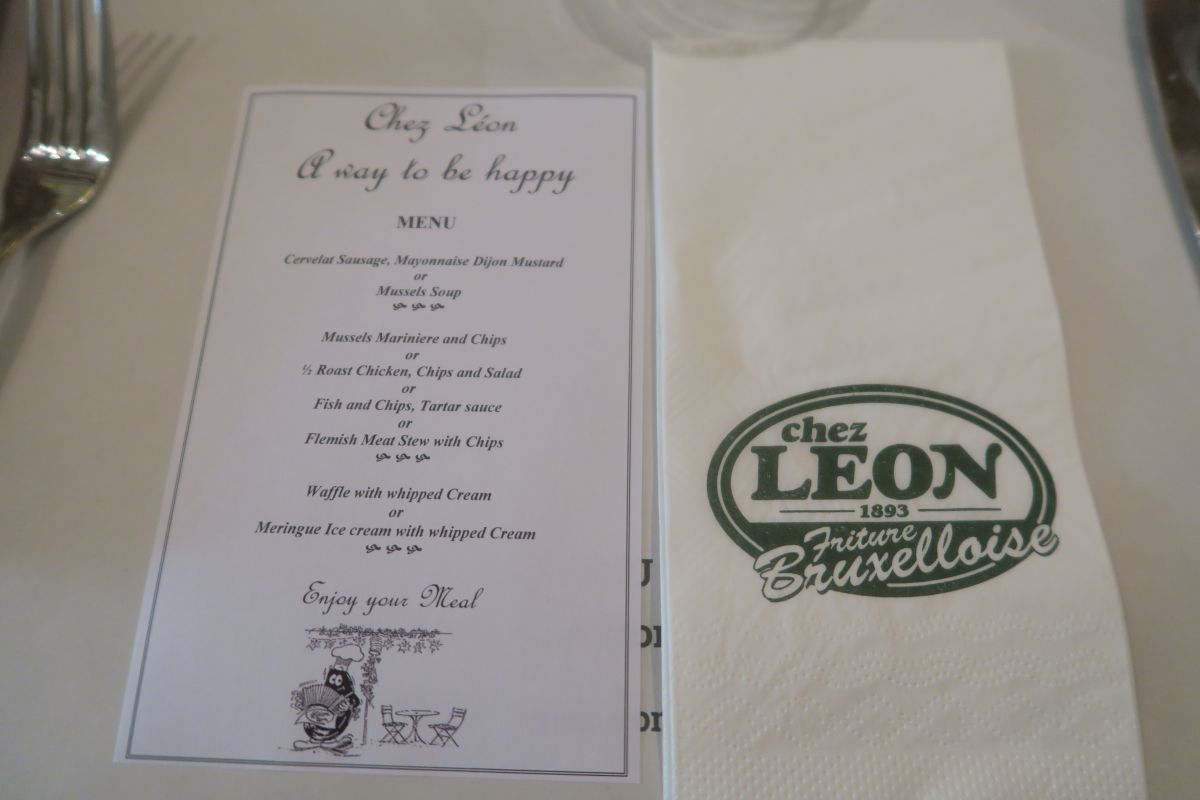 Chez Léon
A way to be happy
MENU
Cervelat Sausage, Mayonnaise Dijon Mustard
or
Mussels Soup
Mussels Mariniere and Chips
or
½ Roast Chicken, Chips and Salad
or
Fish and Chips, Tartar sauce
or
Flemish Meat Stew with Chips
Waffle with whipped Cream
or
Meringue Ice cream with whipped Cream
Enjoy your Meal
chez
LEON
1893
Friture
Bruxelloise